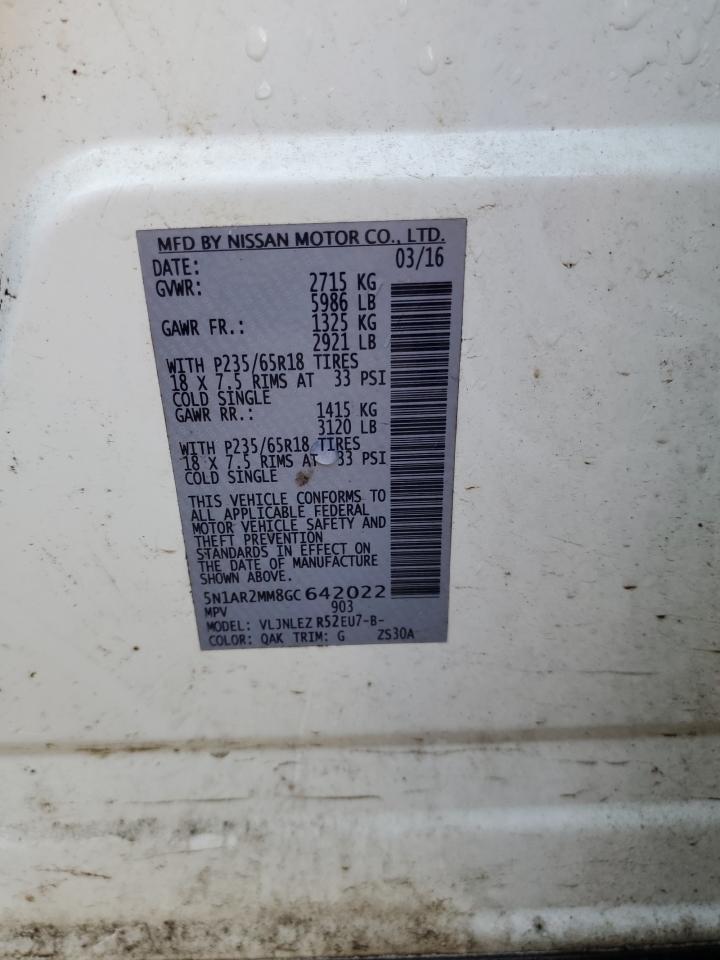 MFD BY NISSAN MOTOR CO., LTD.
DATE: 03/16
GVWR: 2715 KG
5986 LB
GAWR FR.: 1325 KG
2921 LB
WITH P235/65R18 TIRES
18 X 7.5 RIMS AT 33 PSI
COLD SINGLE
GAWR RR.: 1415 KG
3120 LB
WITH P235/65R18 TIRES
18 X 7.5 RIMS AT 33 PSI
COLD SINGLE
THIS VEHICLE CONFORMS TO
ALL APPLICABLE FEDERAL
MOTOR VEHICLE SAFETY AND
THEFT PREVENTION
STANDARDS IN EFFECT ON
THE DATE OF MANUFACTURE
SHOWN ABOVE.
5N1AR2MM8GC 642022
MPV 903
MODEL: VLJNLEZ R52EU7-B-
COLOR: QAK TRIM: G ZS30A